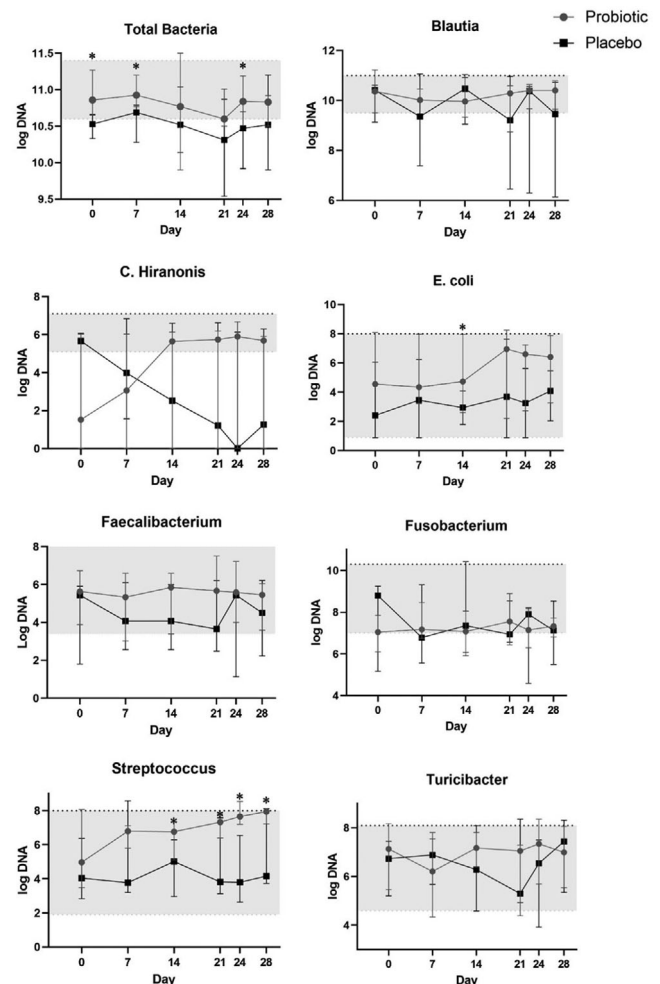 Probiotic
Placebo
Total Bacteria
* * *
log DNA
11.5
11.0
10.5
10.0
9.5
0 7 14 21 24 28
Day
Blautia
log DNA
12
10
8
6
0 7 14 21 24 28
Day
C. Hiranonis
log DNA
8
6
4
2
0
0 7 14 21 24 28
Day
E. coli
*
log DNA
10
8
6
4
2
0
0 7 14 21 24 28
Day
Faecalibacterium
Log DNA
8
6
4
2
0
0 7 14 21 24 28
Day
Fusobacterium
log DNA
10
8
6
4
0 7 14 21 24 28
Day
Streptococcus
* * * *
log DNA
10
8
6
4
2
0
0 7 14 21 24 28
Day
Turicibacter
log DNA
8
6
4
0 7 14 21 24 28
Day